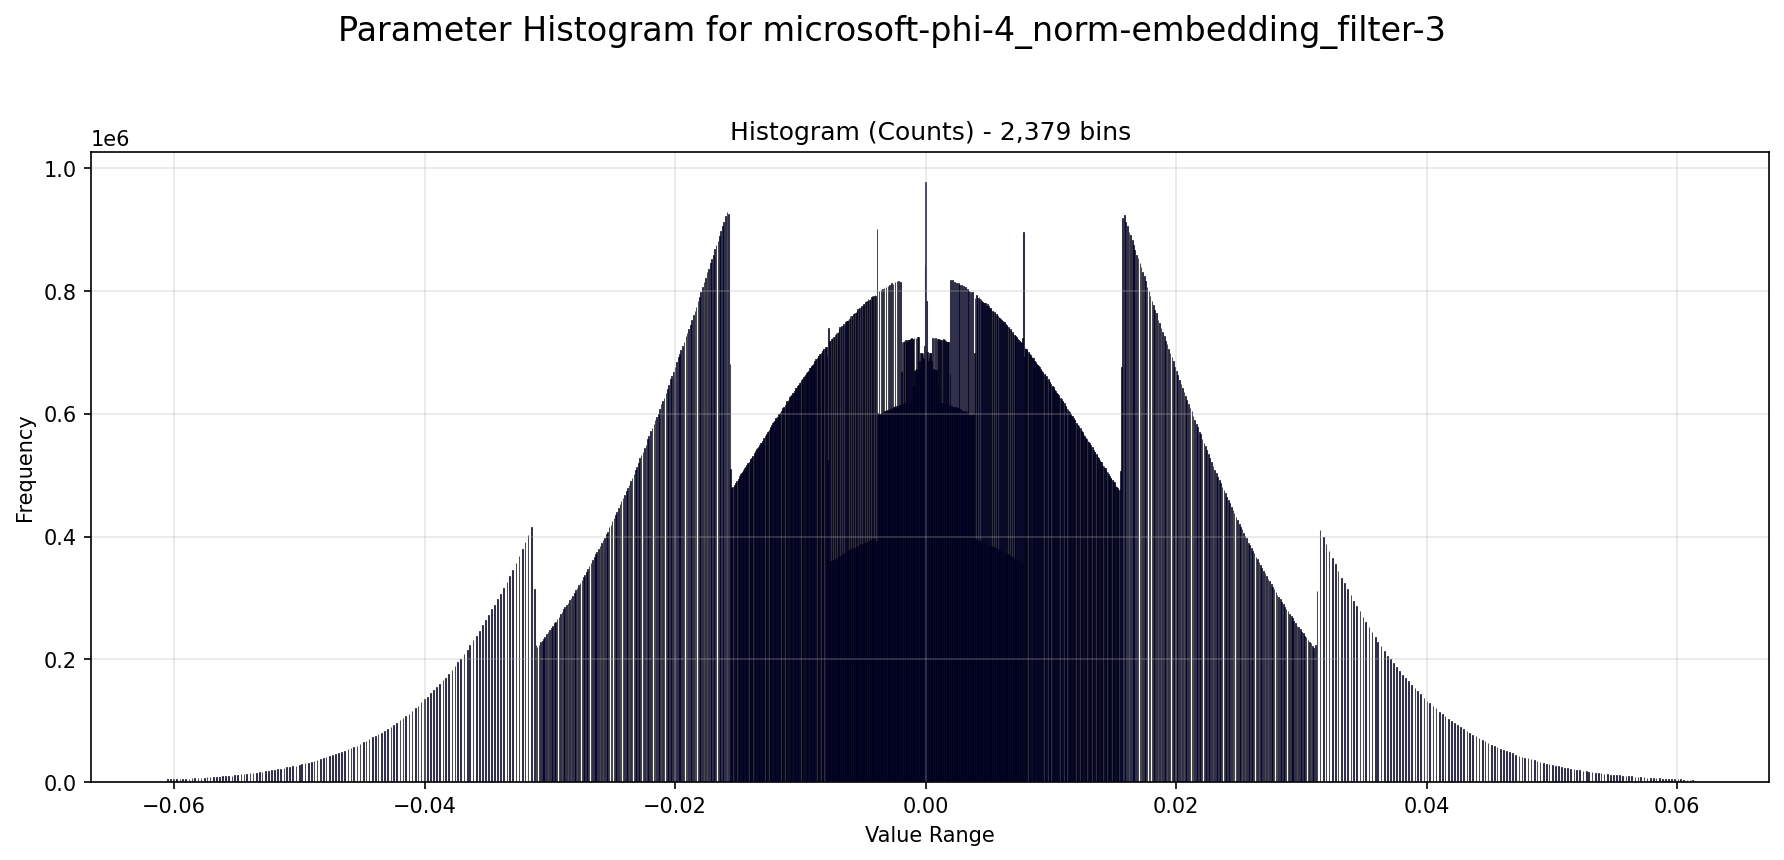 Parameter Histogram for microsoft-phi-4_norm-embedding_filter-3
Histogram (Counts) - 2,379 bins
1e6
1.0
0.8
0.6
0.4
0.2
0.0
Frequency
−0.06 −0.04 −0.02 0.00 0.02 0.04 0.06
Value Range